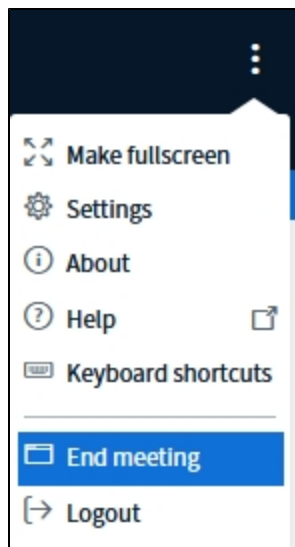 Make fullscreen
Settings
About
Help
Keyboard shortcuts
End meeting
Logout